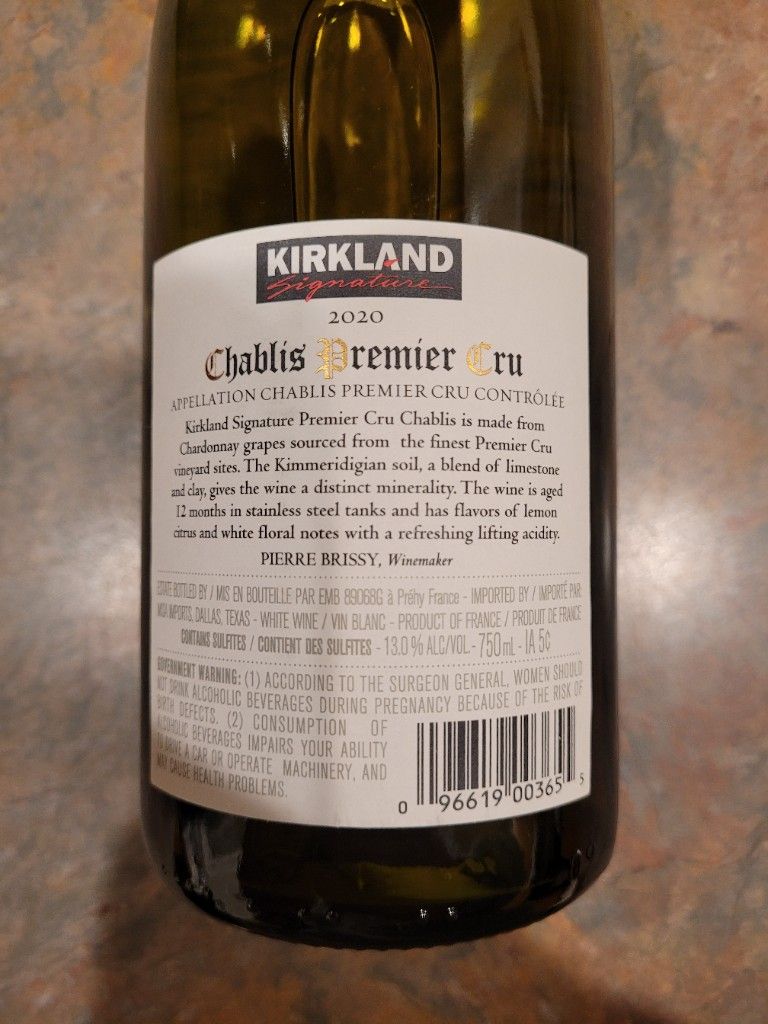 KIRKLAND
Signature
2020
Chablis Premier Cru
APPELLATION CHABLIS PREMIER CRU CONTRÔLÉE
Kirkland Signature Premier Cru Chablis is made from
Chardonnay grapes sourced from the finest Premier Cru
vineyard sites. The Kimmeridigian soil, a blend of limestone
and clay, gives the wine a distinct minerality. The wine is aged
12 months in stainless steel tanks and has flavors of lemon
citrus and white floral notes with a refreshing lifting acidity.
PIERRE BRISSY, Winemaker
ESTATE BOTTLED BY / MIS EN BOUTEILLE PAR EMB 89068G à Préhy France - IMPORTED BY / IMPORTÉ PAR
IMPORTS, DALLAS, TEXAS - WHITE WINE / VIN BLANC - PRODUCT OF FRANCE / PRODUIT DE FRANCE
CONTAINS SULFITES / CONTIENT DES SULFITES - 13.0 % ALC/VOL. - 750 mL - IA 5¢
GOVERNMENT WARNING: (1) ACCORDING TO THE SURGEON GENERAL, WOMEN SHOULD
NOT DRINK ALCOHOLIC BEVERAGES DURING PREGNANCY BECAUSE OF THE RISK OF
BIRTH DEFECTS. (2) CONSUMPTION OF
ALCOHOLIC BEVERAGES IMPAIRS YOUR ABILITY
TO DRIVE A CAR OR OPERATE MACHINERY, AND
MAY CAUSE HEALTH PROBLEMS.
0 96619 00365 5